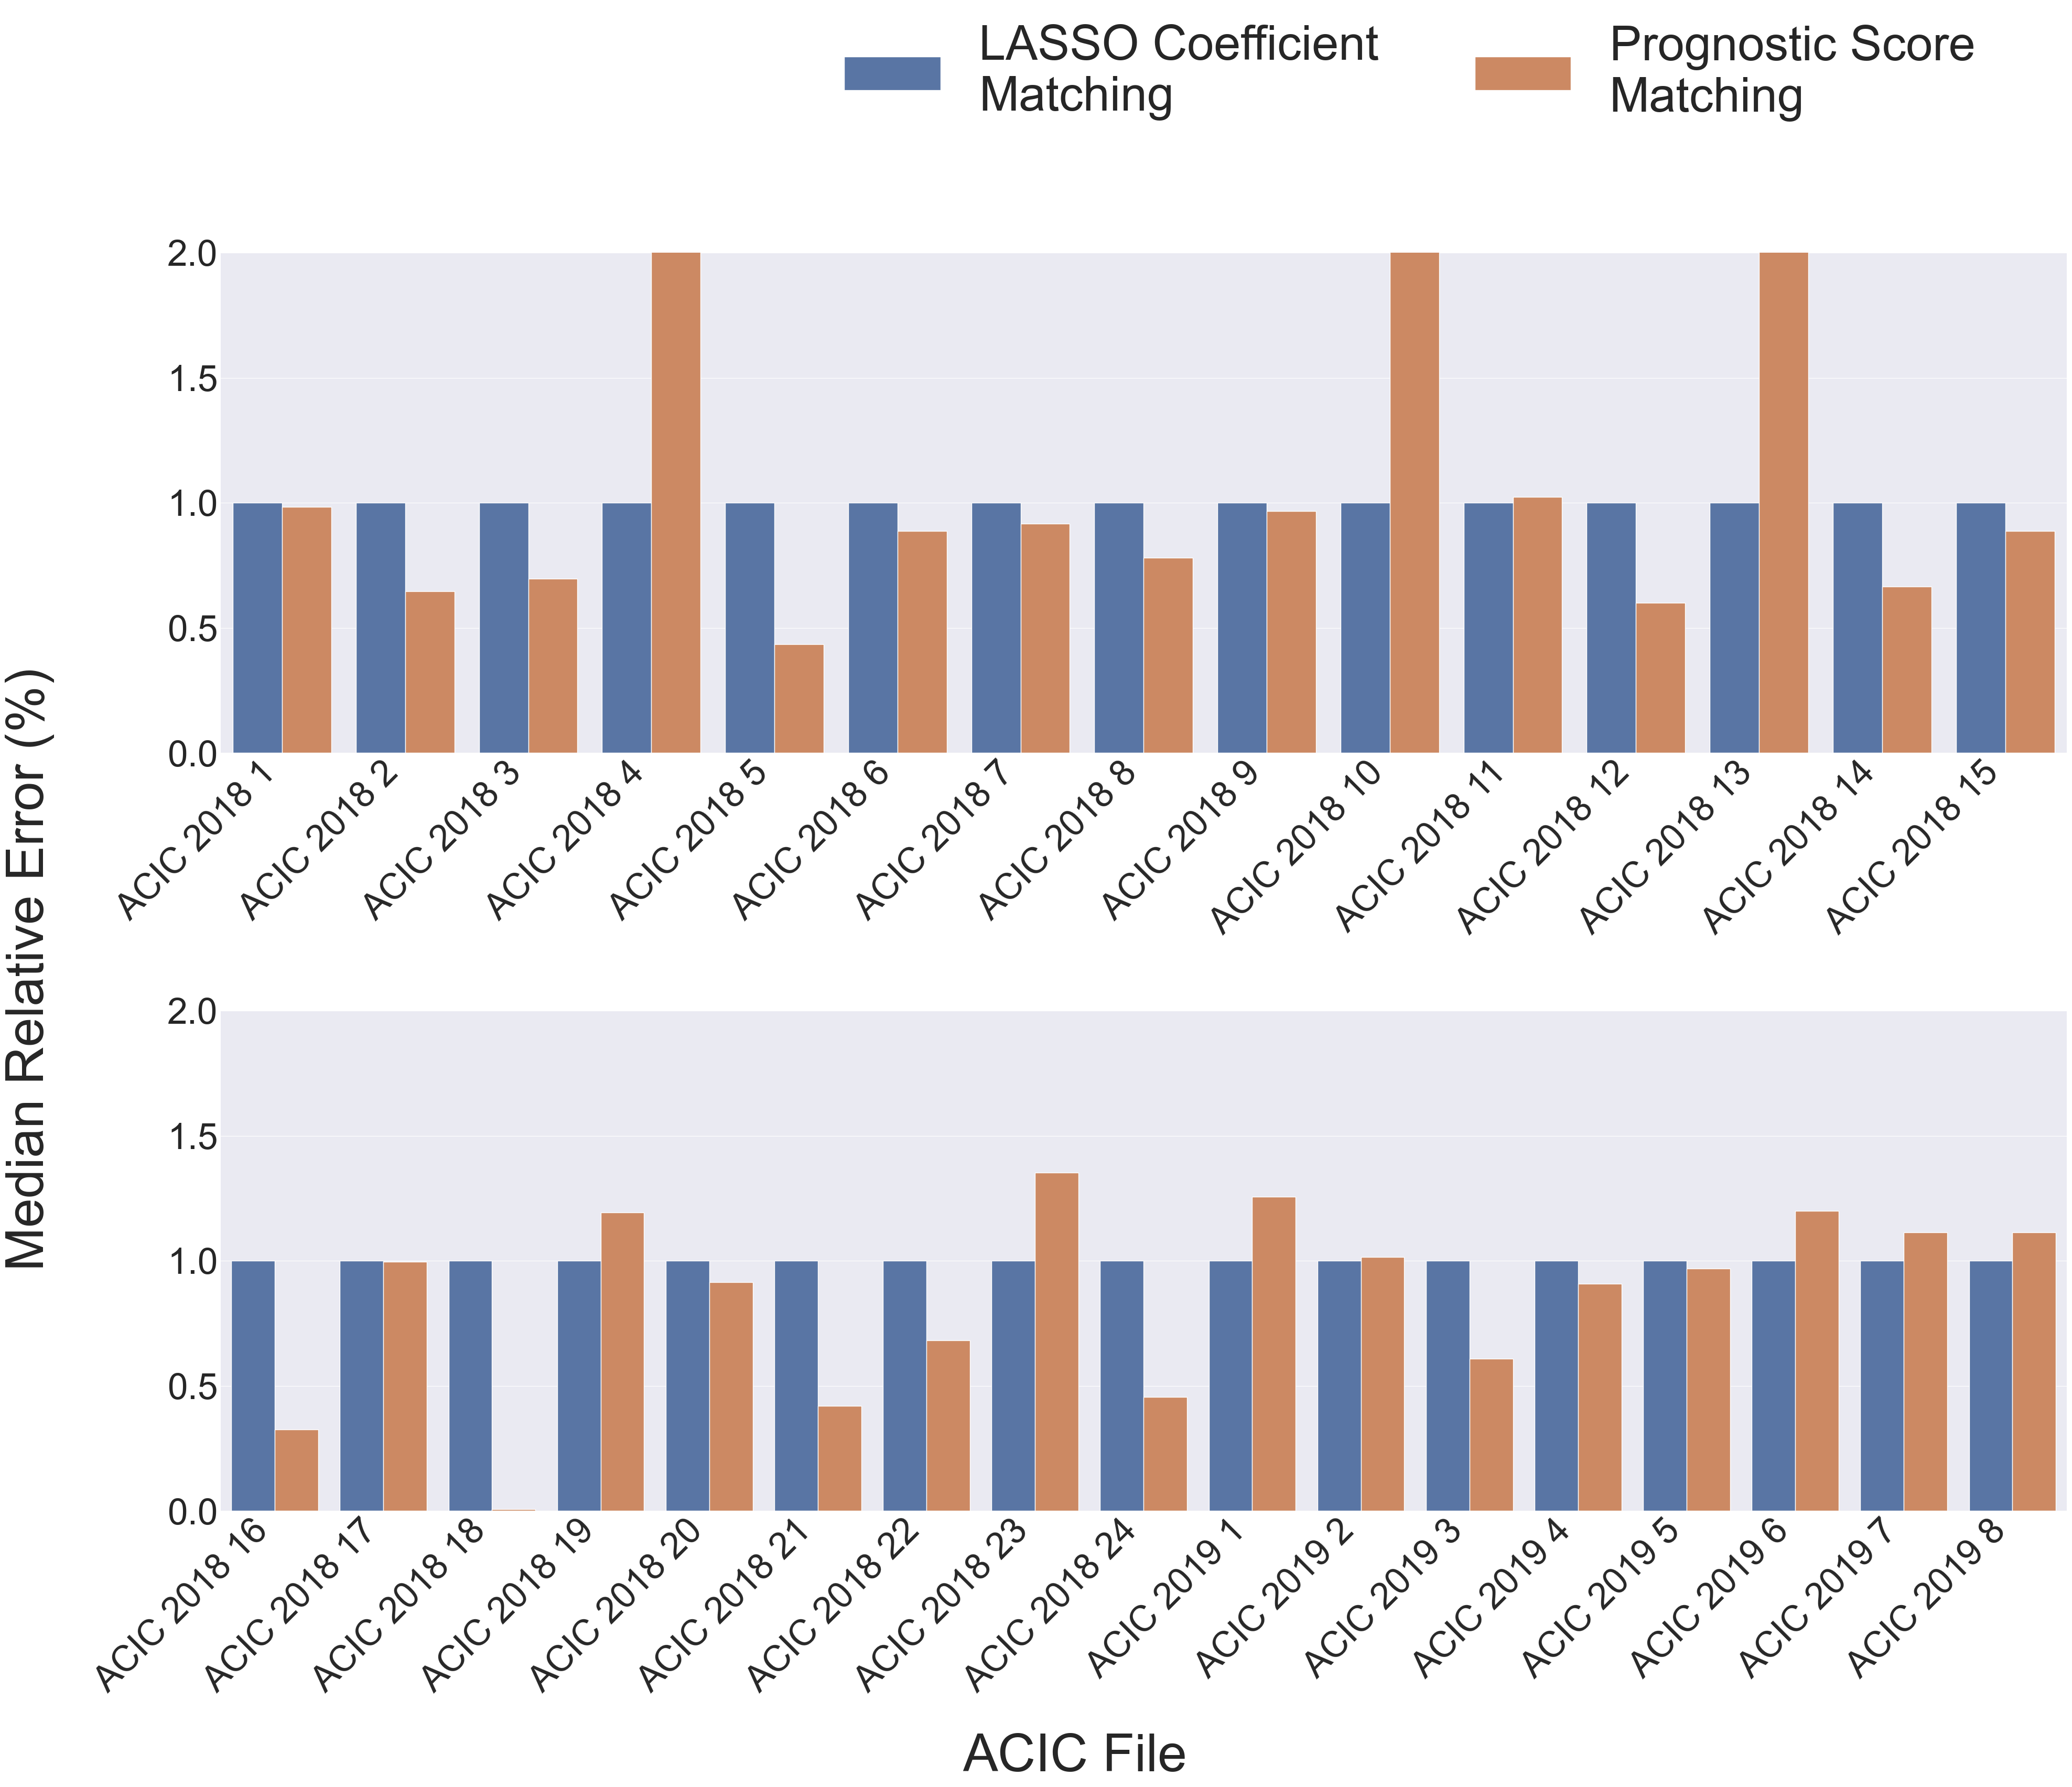 LASSO Coefficient
Matching
Prognostic Score
Matching
Median Relative Error (%)
2.0
1.5
1.0
0.5
0.0
ACIC 2018 1
ACIC 2018 2
ACIC 2018 3
ACIC 2018 4
ACIC 2018 5
ACIC 2018 6
ACIC 2018 7
ACIC 2018 8
ACIC 2018 9
ACIC 2018 10
ACIC 2018 11
ACIC 2018 12
ACIC 2018 13
ACIC 2018 14
ACIC 2018 15
2.0
1.5
1.0
0.5
0.0
ACIC 2018 16
ACIC 2018 17
ACIC 2018 18
ACIC 2018 19
ACIC 2018 20
ACIC 2018 21
ACIC 2018 22
ACIC 2018 23
ACIC 2018 24
ACIC 2019 1
ACIC 2019 2
ACIC 2019 3
ACIC 2019 4
ACIC 2019 5
ACIC 2019 6
ACIC 2019 7
ACIC 2019 8
ACIC File